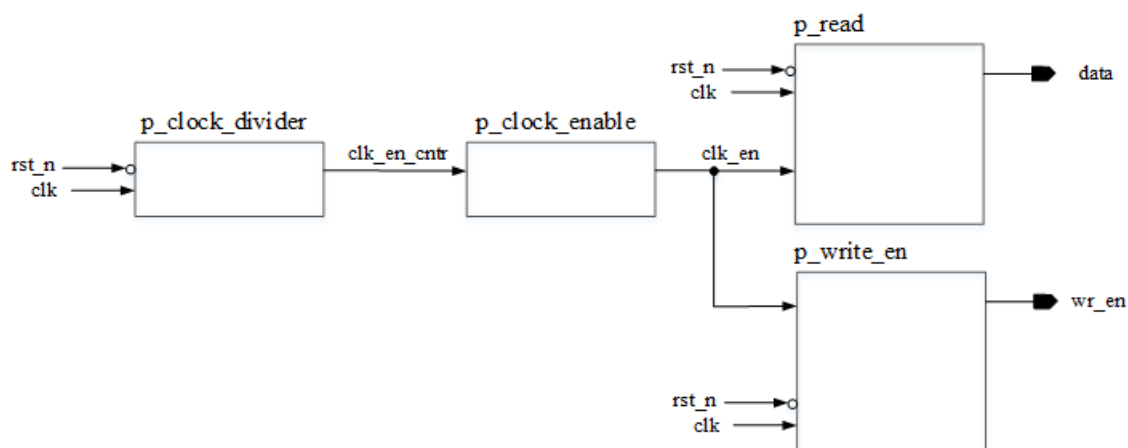 p_read
rst_n
clk
data
p_clock_divider
p_clock_enable
rst_n
clk
clk_en_cntr
clk_en
p_write_en
wr_en
rst_n
clk